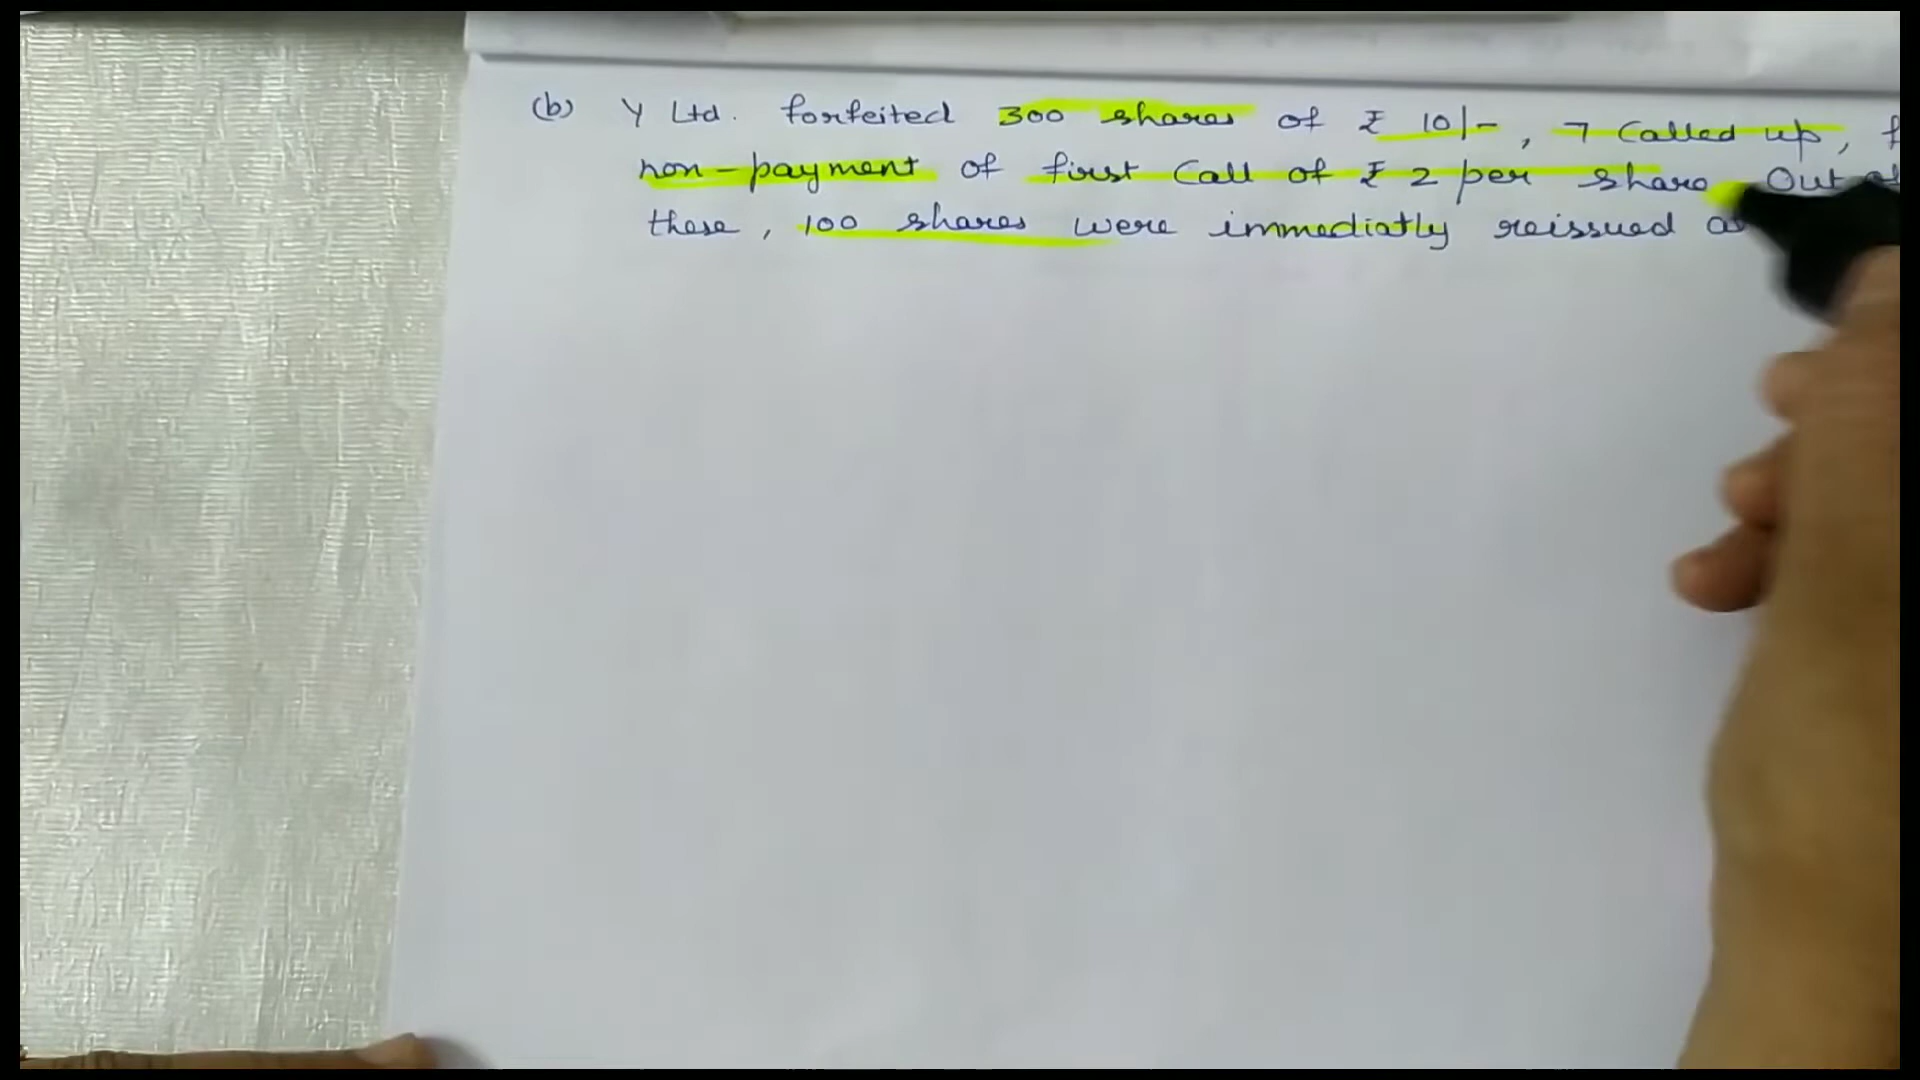 (b) Y Ltd. forfeited 300 shares of ₹ 10/-, 7 Called up,
non-payment of first Call of ₹ 2 per share Out of
these, 100 shares were immediatly reissued